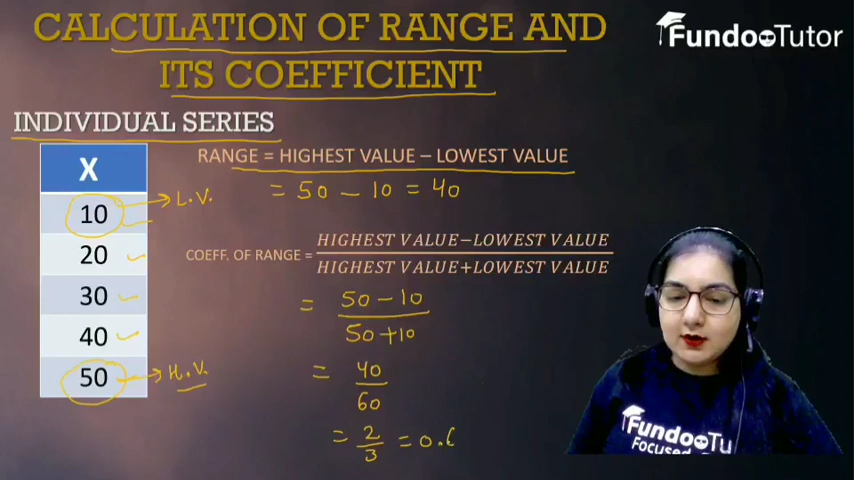 CALCULATION OF RANGE AND
ITS COEFFICIENT
FundooTutor
INDIVIDUAL SERIES
X
10
20
30
40
50
L.V.
H.V.
RANGE = HIGHEST VALUE – LOWEST VALUE
= 50 – 10 = 40
COEFF. OF RANGE = HIGHEST VALUE−LOWEST VALUE
HIGHEST VALUE+LOWEST VALUE
= 50 – 10
50+10
= 40
60
= 2
3
= 0.6
FundooTu
Focused.